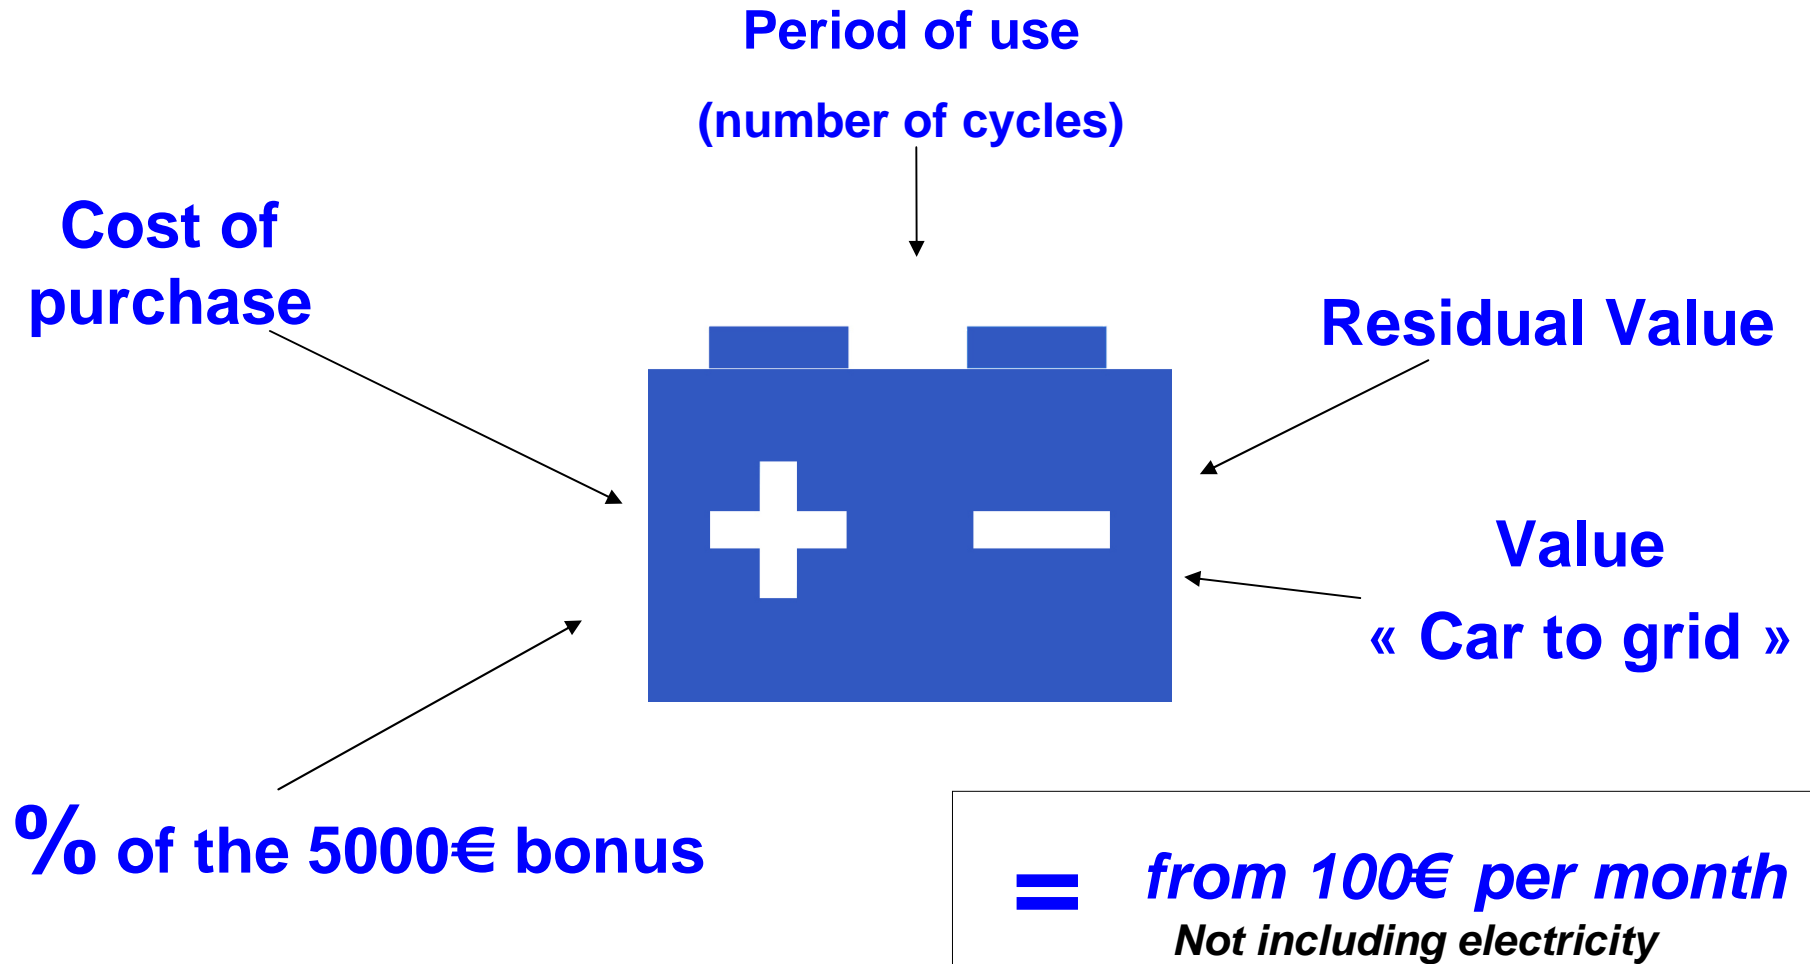 Period of use
(number of cycles)
Cost of
purchase
Residual Value
Value
« Car to grid »
% of the 5000€ bonus
= from 100€ per month
Not including electricity